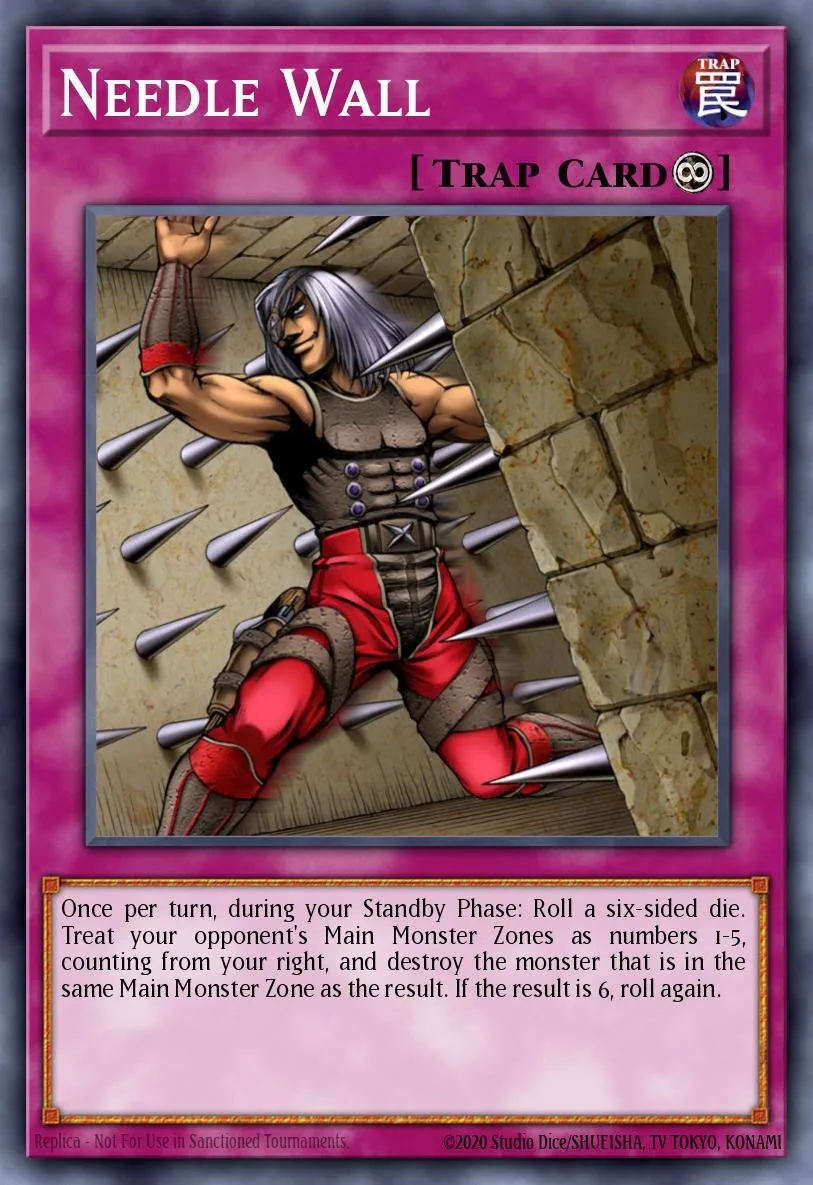 Needle Wall
TRAP
罠
[Trap Card]
Once per turn, during your Standby Phase: Roll a six-sided die.
Treat your opponent's Main Monster Zones as numbers 1-5,
counting from your right, and destroy the monster that is in the
same Main Monster Zone as the result. If the result is 6, roll again.
Replica - Not For Use in Sanctioned Tournaments.
©2020 Studio Dice/SHUEISHA, TV TOKYO, KONAMI